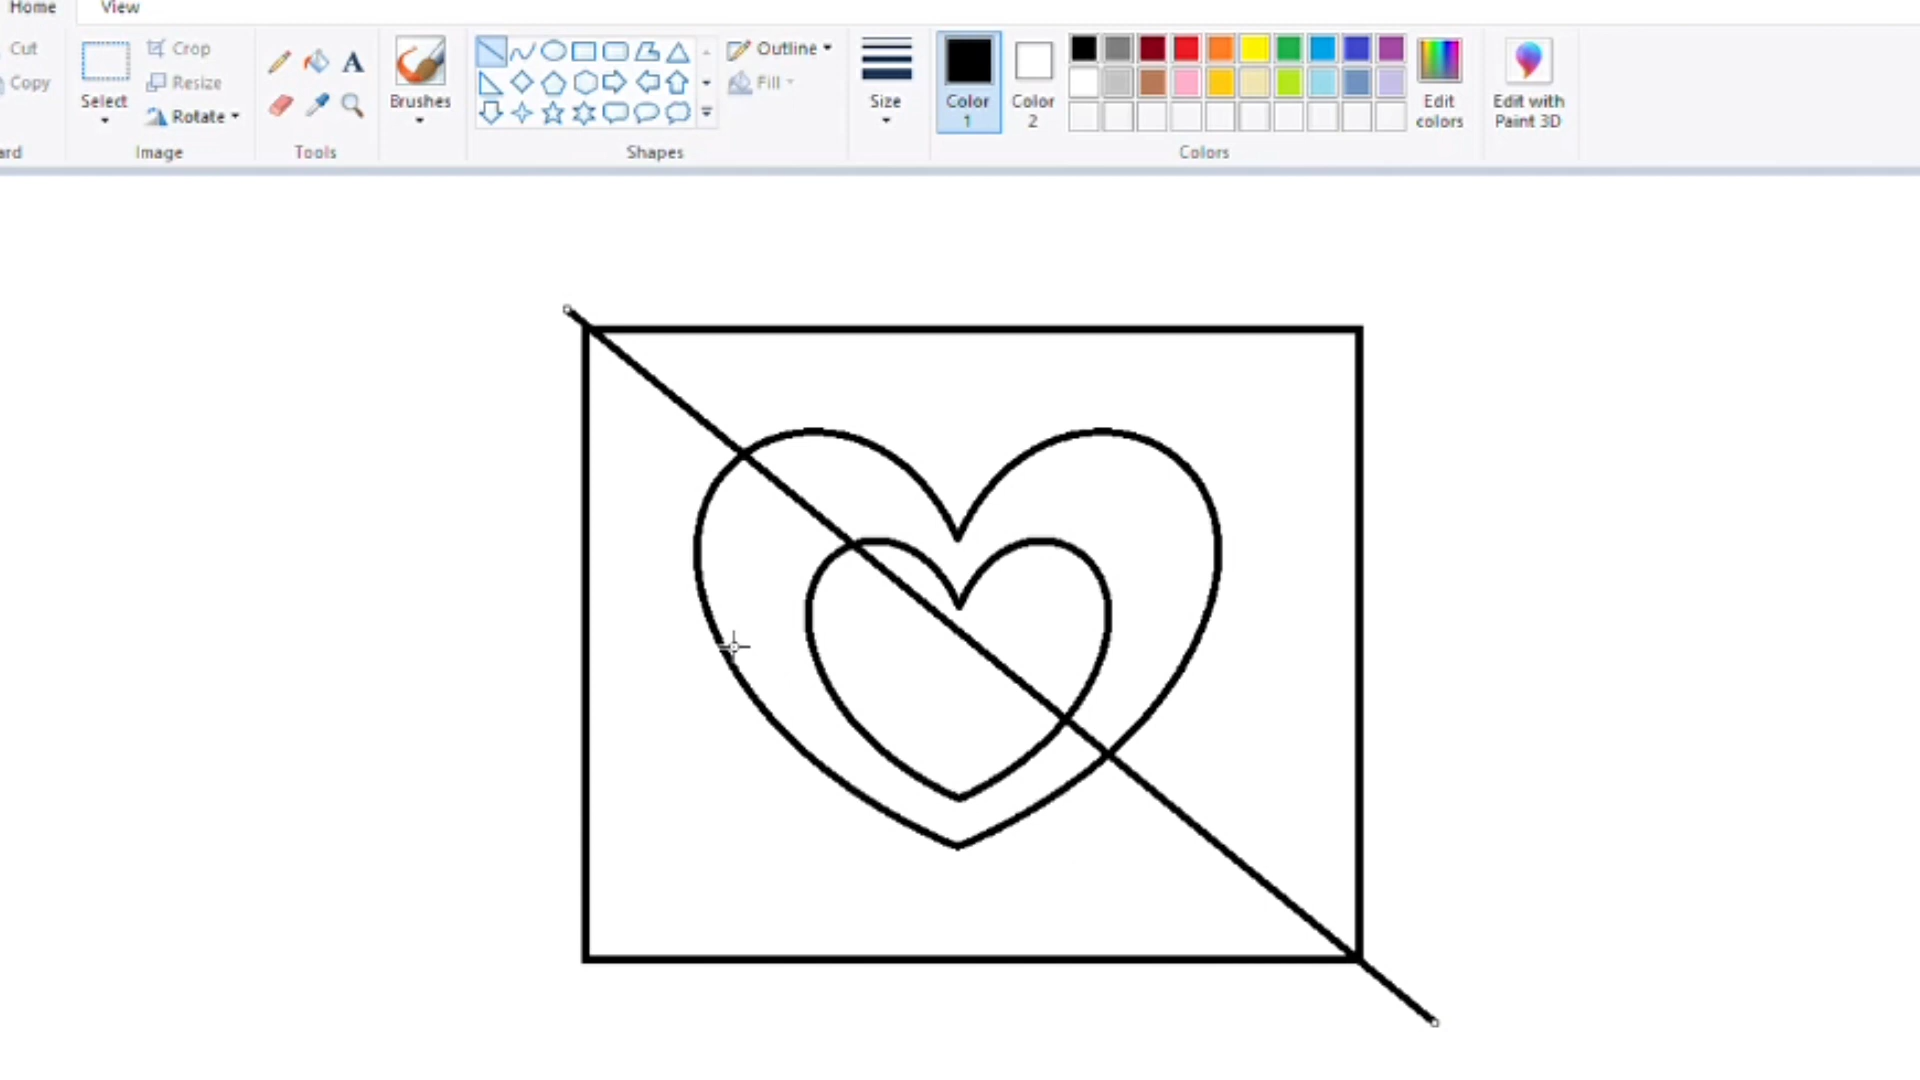 Home View
Cut
Copy
Select
Crop
Resize
Rotate
Image
Tools
Brushes
Shapes
Outline
Fill
Size
Color
1
Color
2
Edit
colors
Colors
Edit with
Paint 3D